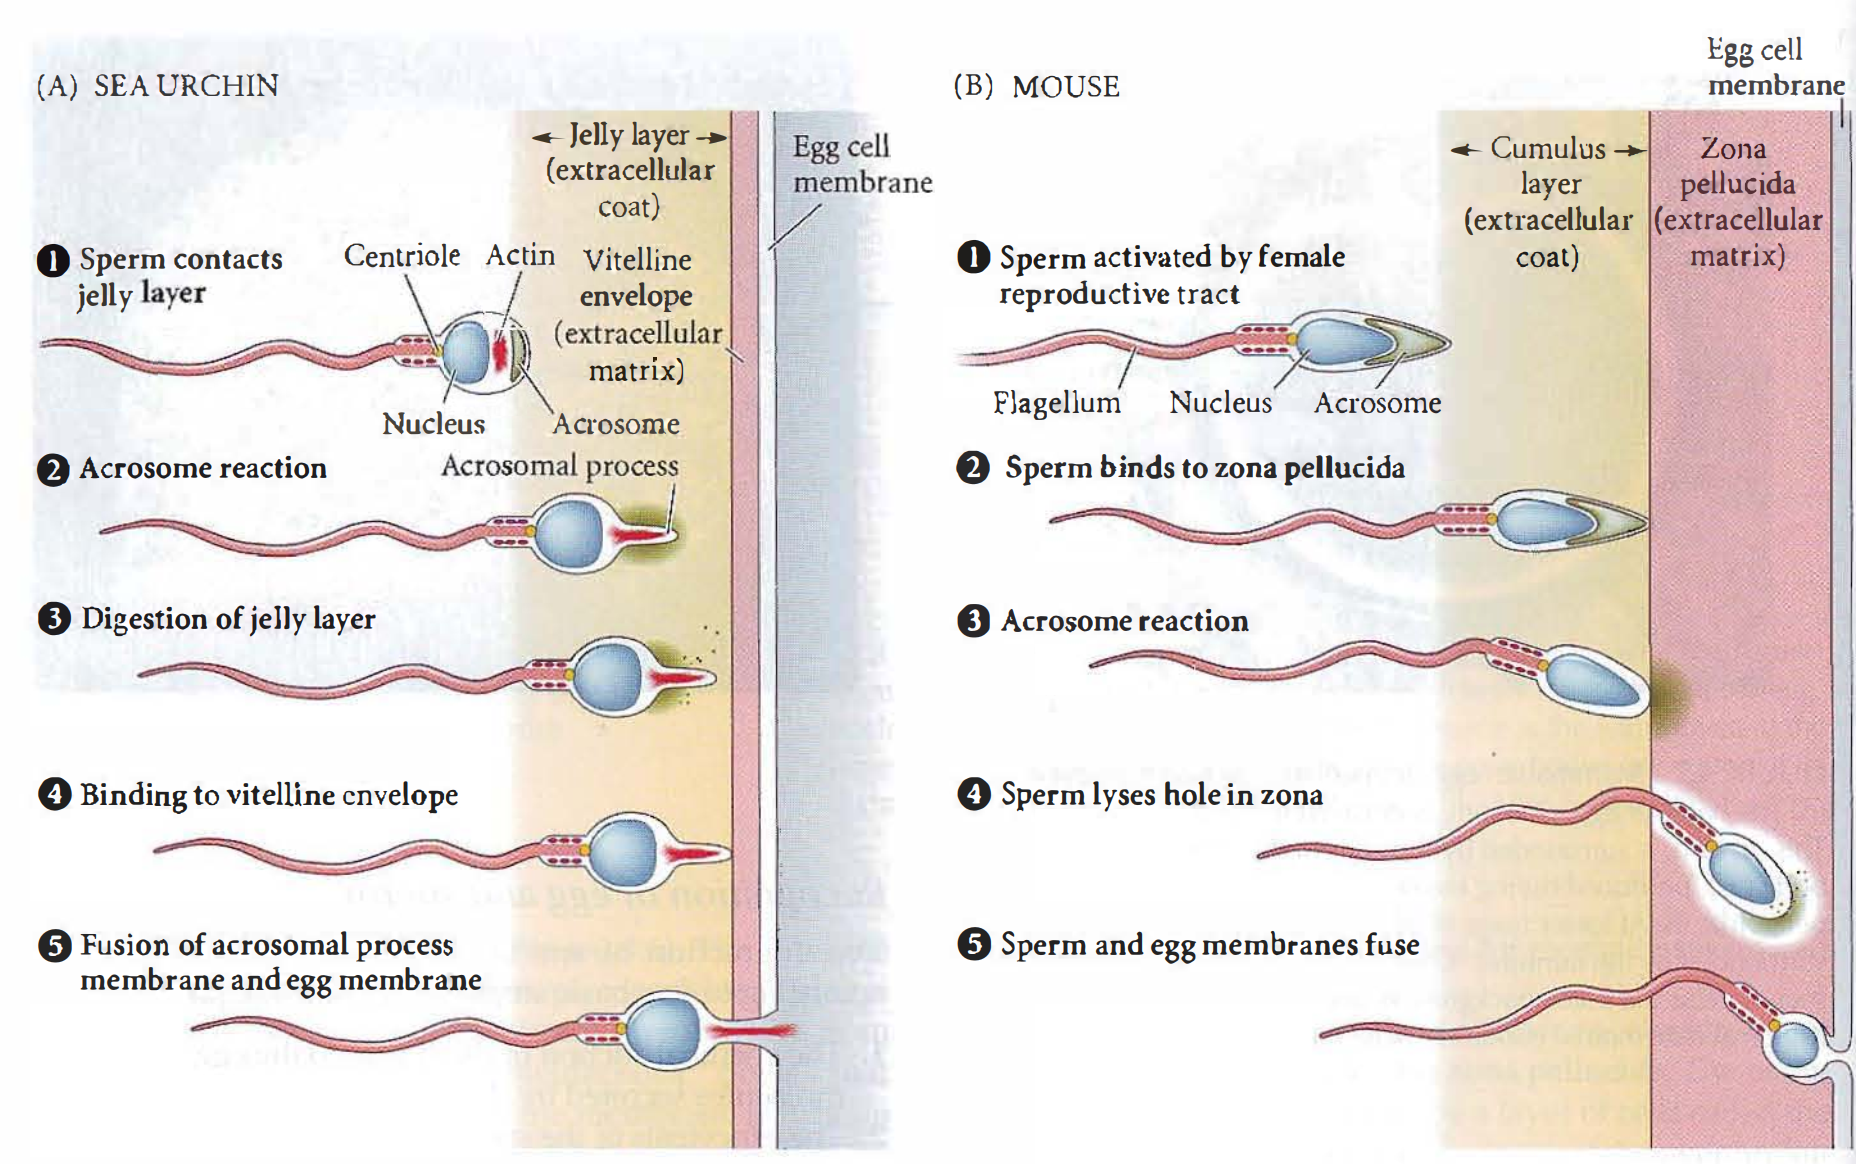 (A) SEA URCHIN
Jelly layer
(extracellular
coat)
Egg cell
membrane
1 Sperm contacts
jelly layer
Centriole
Actin
Vitelline
envelope
(extracellular
matrix)
Nucleus
Acrosome
2 Acrosome reaction
Acrosomal process
3 Digestion of jelly layer
4 Binding to vitelline envelope
5 Fusion of acrosomal process
membrane and egg membrane
(B) MOUSE
Egg cell
membrane
Cumulus
layer
(extracellular
coat)
Zona
pellucida
(extracellular
matrix)
1 Sperm activated by female
reproductive tract
Flagellum
Nucleus
Acrosome
2 Sperm binds to zona pellucida
3 Acrosome reaction
4 Sperm lyses hole in zona
5 Sperm and egg membranes fuse